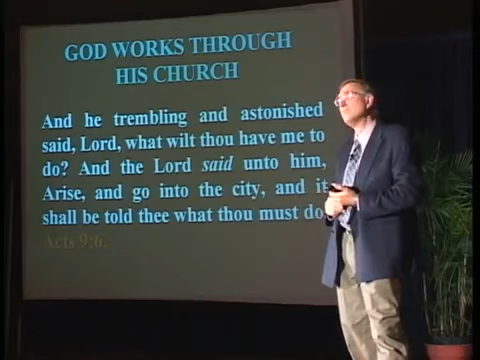 GOD WORKS THROUGH
HIS CHURCH
And he trembling and astonished
said, Lord, what wilt thou have me to
do? And the Lord said unto him,
Arise, and go into the city, and it
shall be told thee what thou must do.
Acts 9:6.